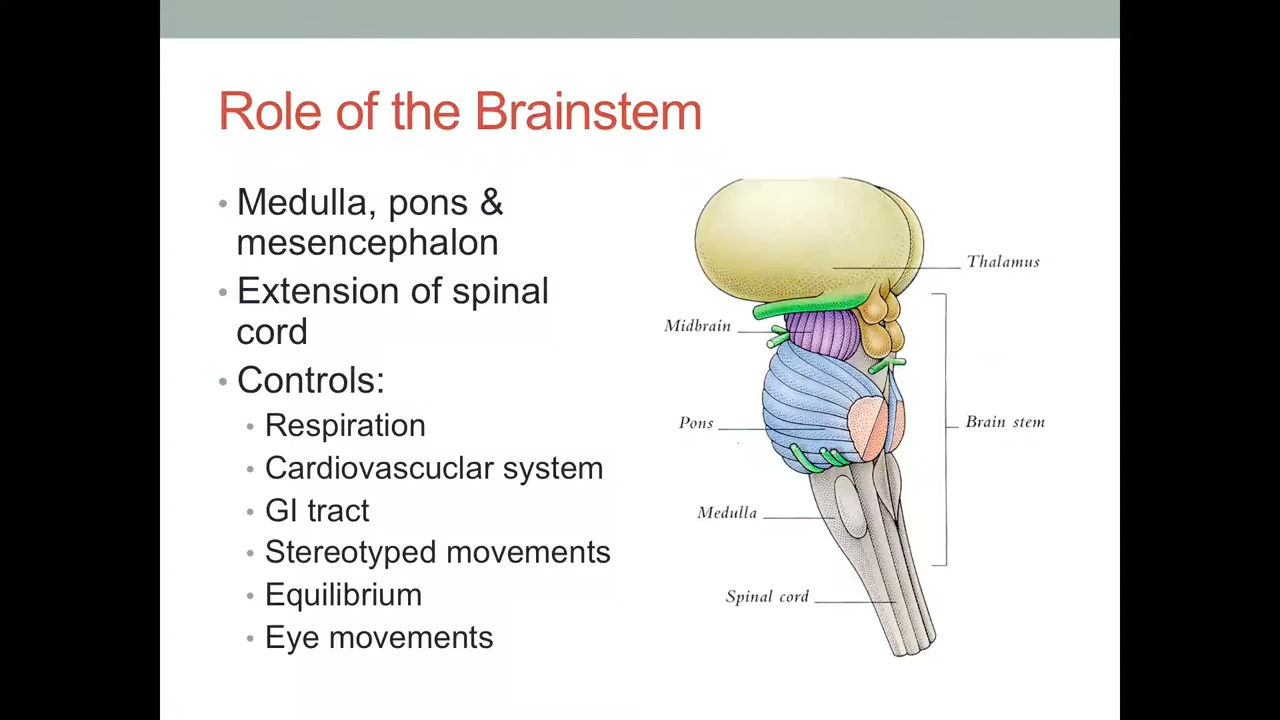 Role of the Brainstem
• Medulla, pons &
mesencephalon
• Extension of spinal
cord
• Controls:
• Respiration
• Cardiovascuclar system
• GI tract
• Stereotyped movements
• Equilibrium
• Eye movements
Thalamus
Midbrain
Pons
Brain stem
Medulla
Spinal cord